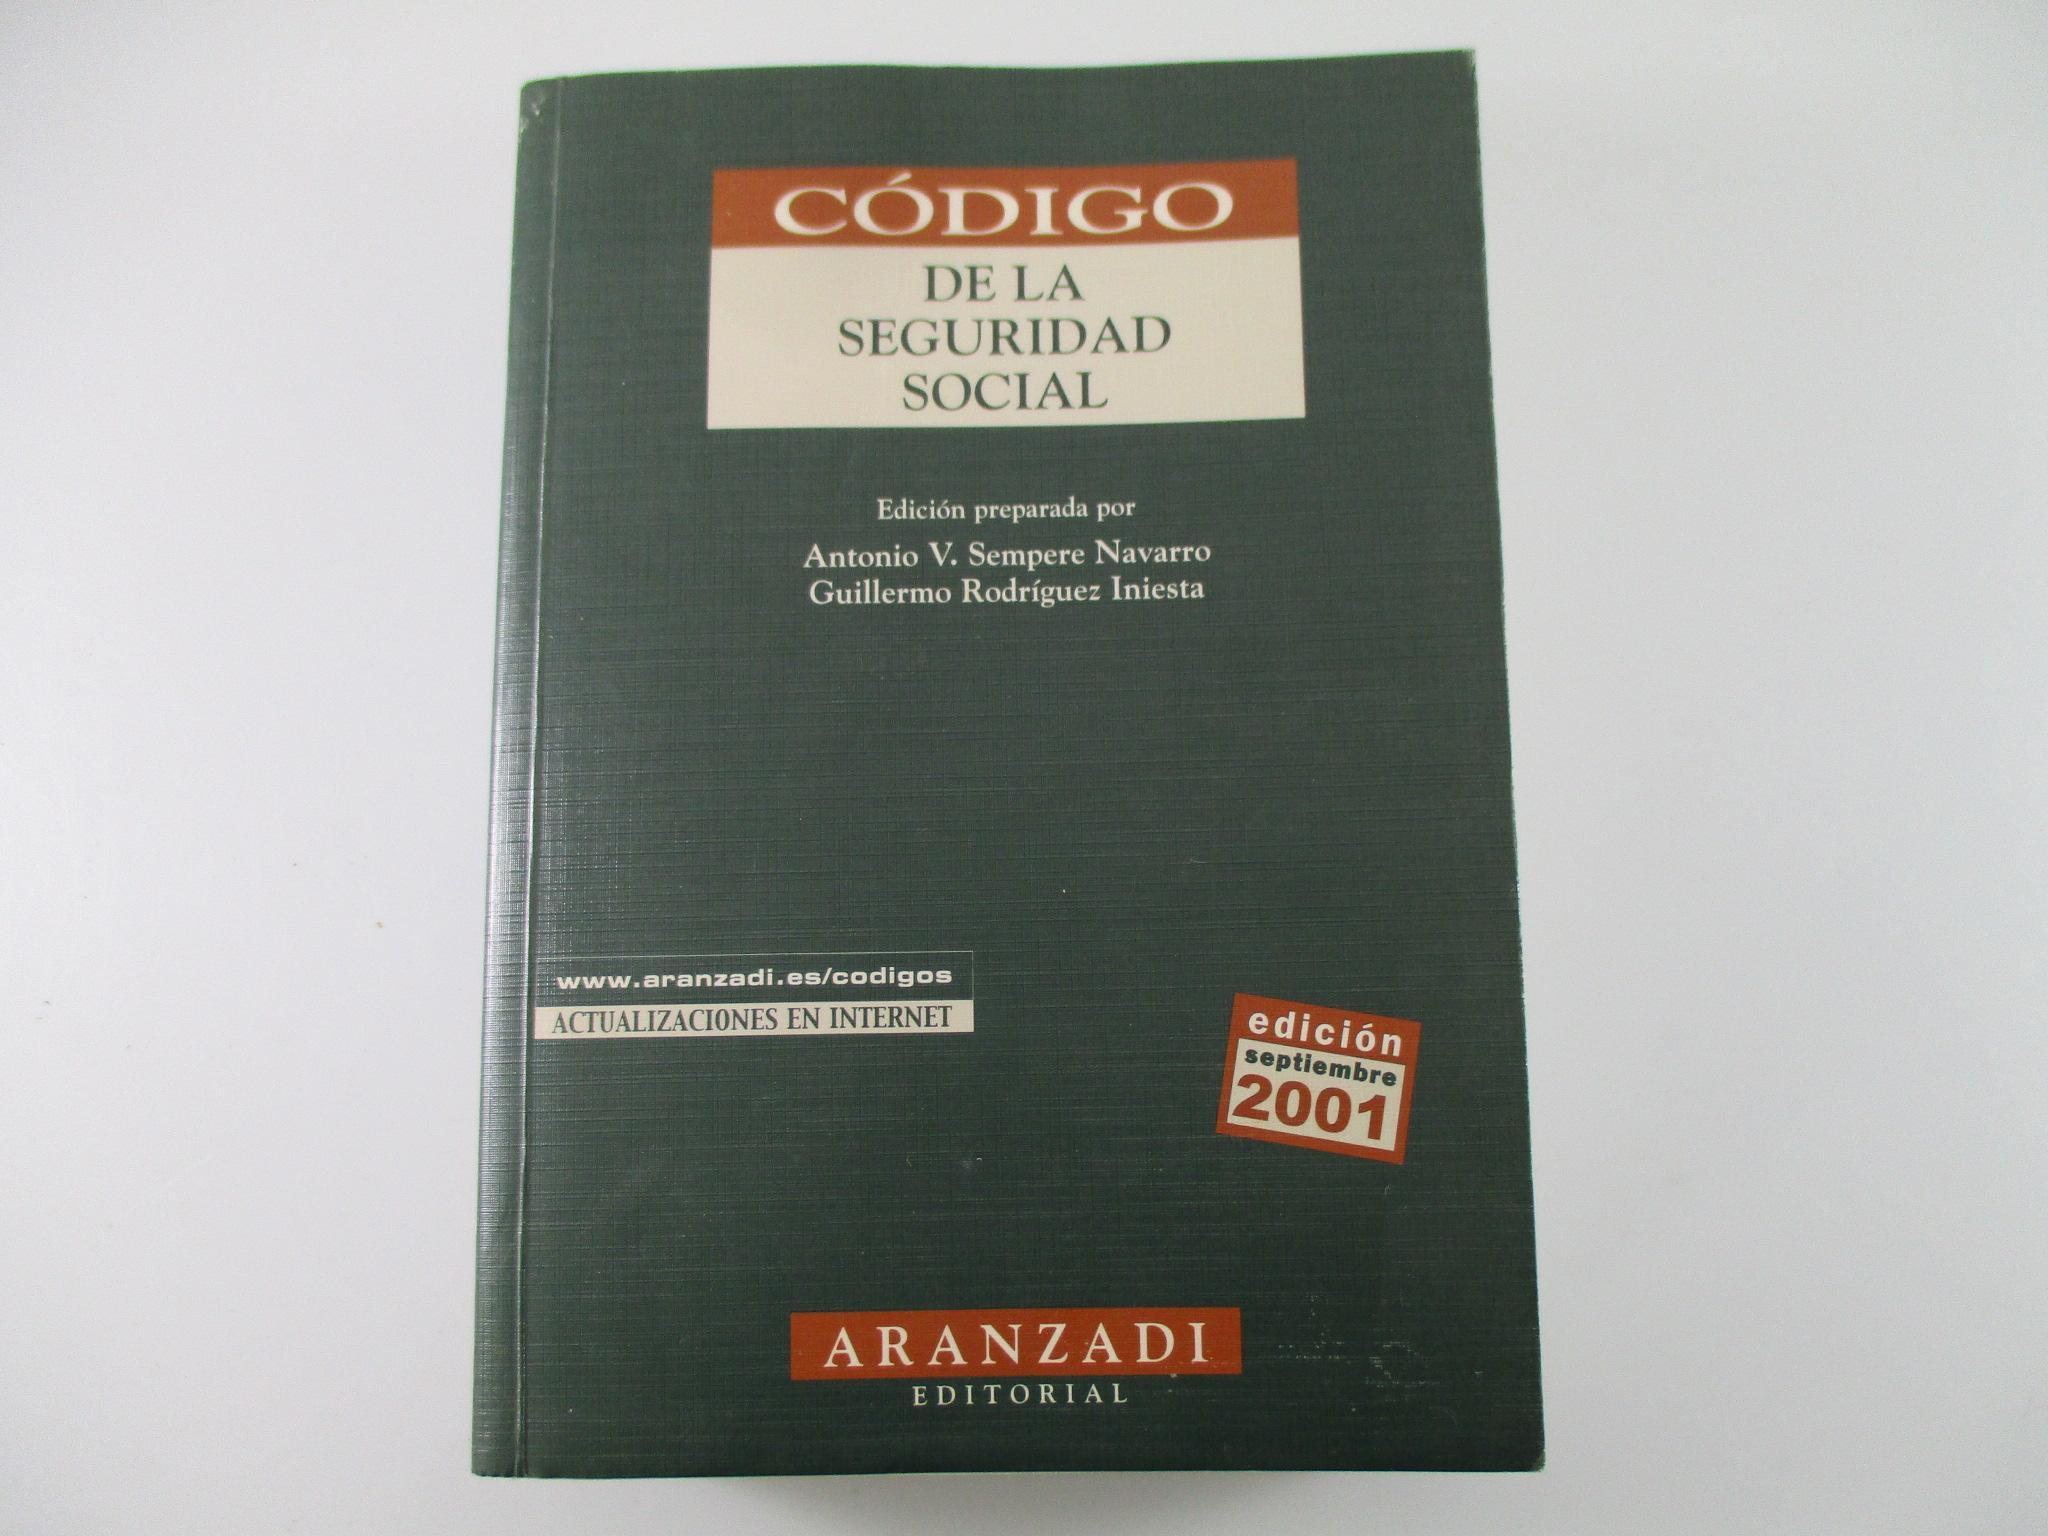 CÓDIGO
DE LA
SEGURIDAD
SOCIAL
Edición preparada por
Antonio V. Sempere Navarro
Guillermo Rodríguez Iniesta
www.aranzadi.es/codigos
ACTUALIZACIONES EN INTERNET
edición
septiembre
2001
ARANZADI
EDITORIAL